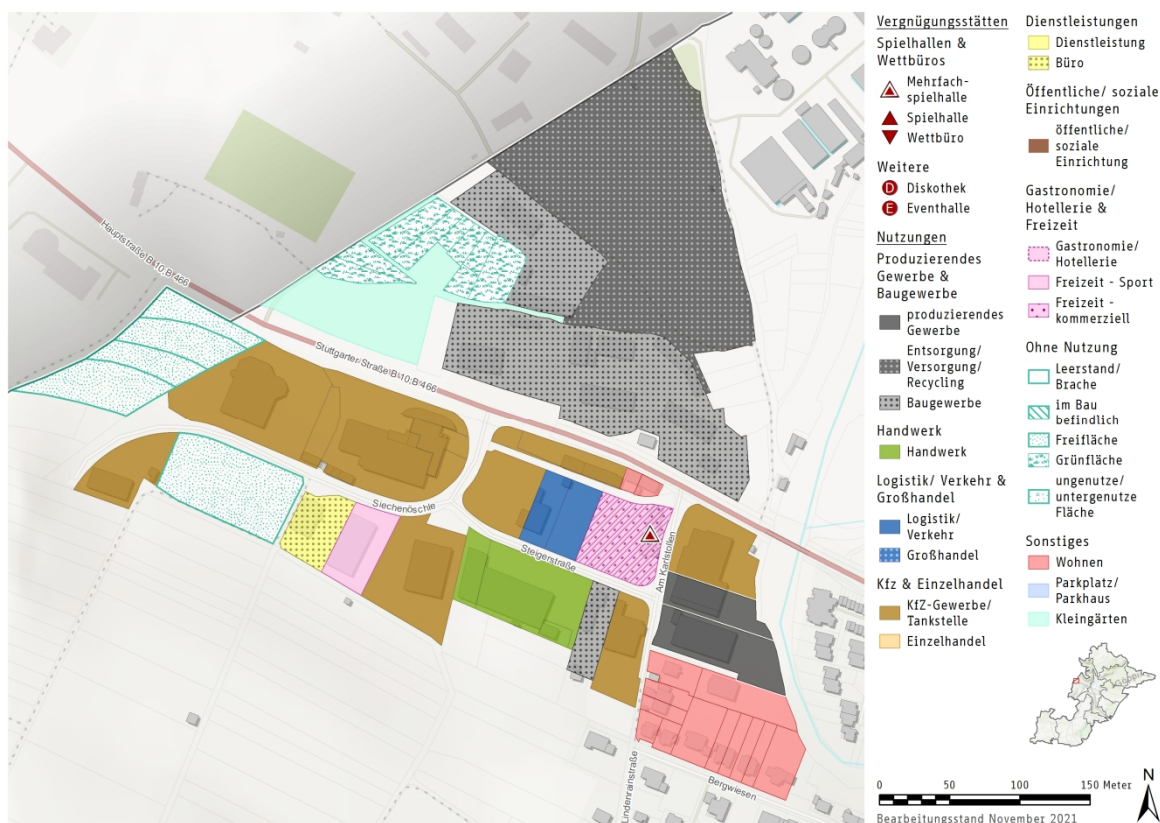 Hauptstraße B 10;B 466
Stuttgarter Straße B 10;B 466
Siechenöschle
Steigerstraße
Am Karlstollen
Lindenrainstraße
Bergwiesen
Vergnügungsstätten
Spielhallen &
Wettbüros
Mehrfach-
spielhalle
Spielhalle
Wettbüro
Weitere
D Diskothek
E Eventhalle
Nutzungen
Produzierendes
Gewerbe &
Baugewerbe
produzierendes
Gewerbe
Entsorgung/
Versorgung/
Recycling
Baugewerbe
Handwerk
Handwerk
Logistik/ Verkehr &
Großhandel
Logistik/
Verkehr
Großhandel
Kfz & Einzelhandel
KfZ-Gewerbe/
Tankstelle
Einzelhandel
Dienstleistungen
Dienstleistung
Büro
Öffentliche/ soziale
Einrichtungen
öffentliche/
soziale
Einrichtung
Gastronomie/
Hotellerie &
Freizeit
Gastronomie/
Hotellerie
Freizeit - Sport
Freizeit -
kommerziell
Ohne Nutzung
Leerstand/
Brache
im Bau
befindlich
Freifläche
Grünfläche
ungenutze/
untergenutze
Fläche
Sonstiges
Wohnen
Parkplatz/
Parkhaus
Kleingärten
0 50 100 150 Meter
N
Bearbeitungsstand November 2021